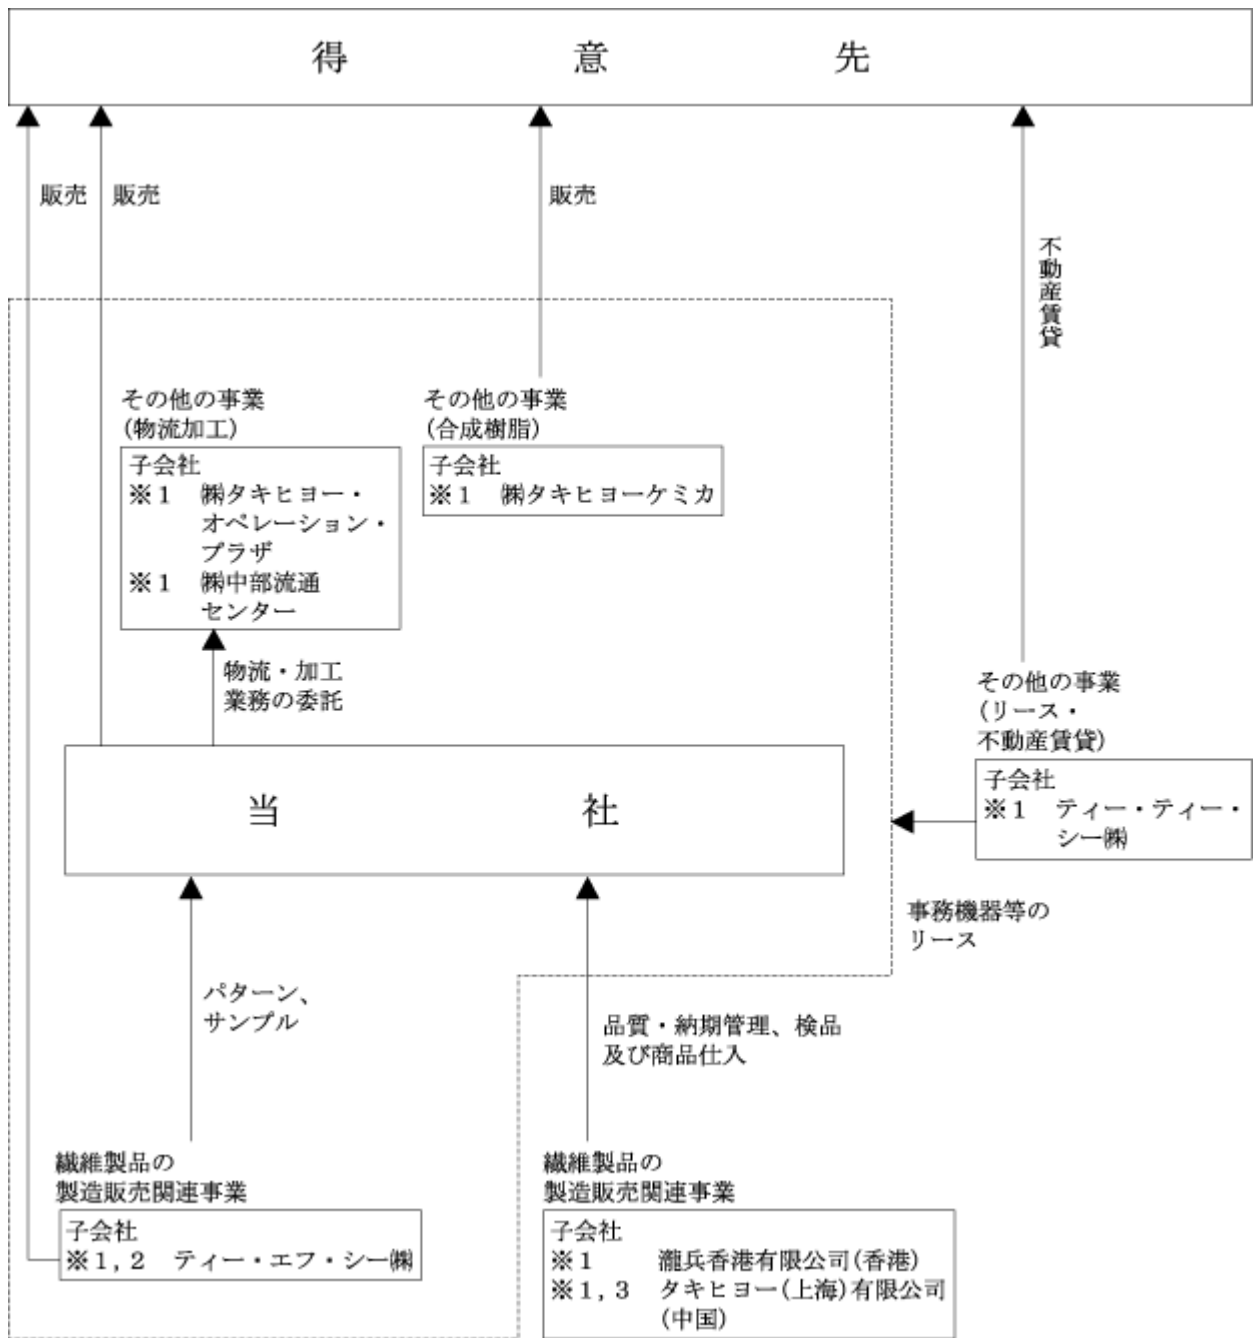 得意先
販売
販売
販売
不動産賃貸
その他の事業
(物流加工)
子会社
※1 ㈱タキヒヨー・
オペレーション・
プラザ
※1 ㈱中部流通
センター
その他の事業
(合成樹脂)
子会社
※1 ㈱タキヒヨーケミカ
物流・加工
業務の委託
その他の事業
(リース・
不動産賃貸)
子会社
※1 ティー・ティー・
シー㈱
当社
事務機器等の
リース
パターン、
サンプル
品質・納期管理、検品
及び商品仕入
繊維製品の
製造販売関連事業
子会社
※1,2 ティー・エフ・シー㈱
繊維製品の
製造販売関連事業
子会社
※1 瀧兵香港有限公司(香港)
※1,3 タキヒヨー(上海)有限公司
(中国)